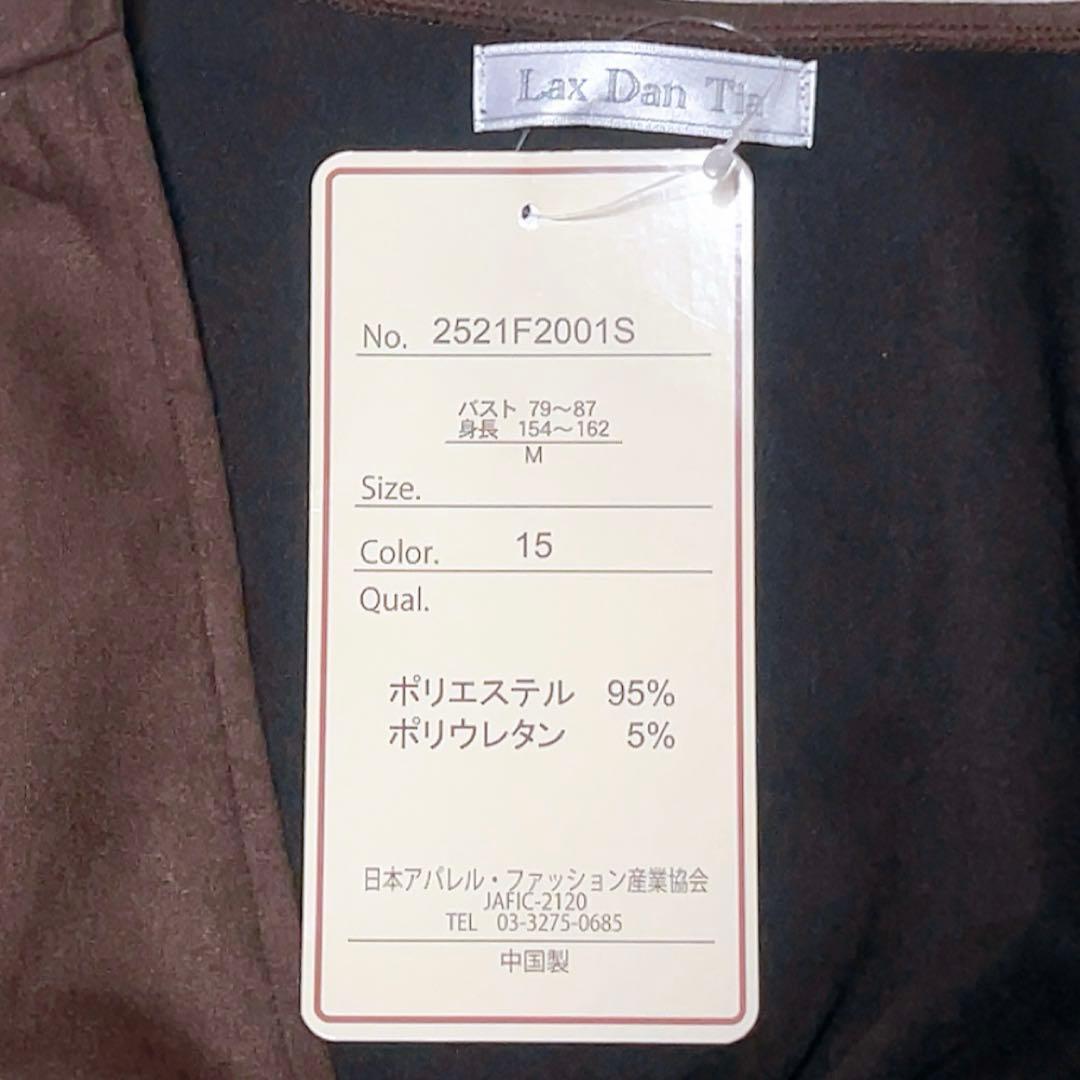 Lax Dan Tia
No. 2521F2001S
バスト 79〜87
身長 154〜162
M
Size.
Color. 15
Qual.
ポリエステル 95%
ポリウレタン 5%
日本アパレル・ファッション産業協会
JAFIC-2120
TEL 03-3275-0685
中国製